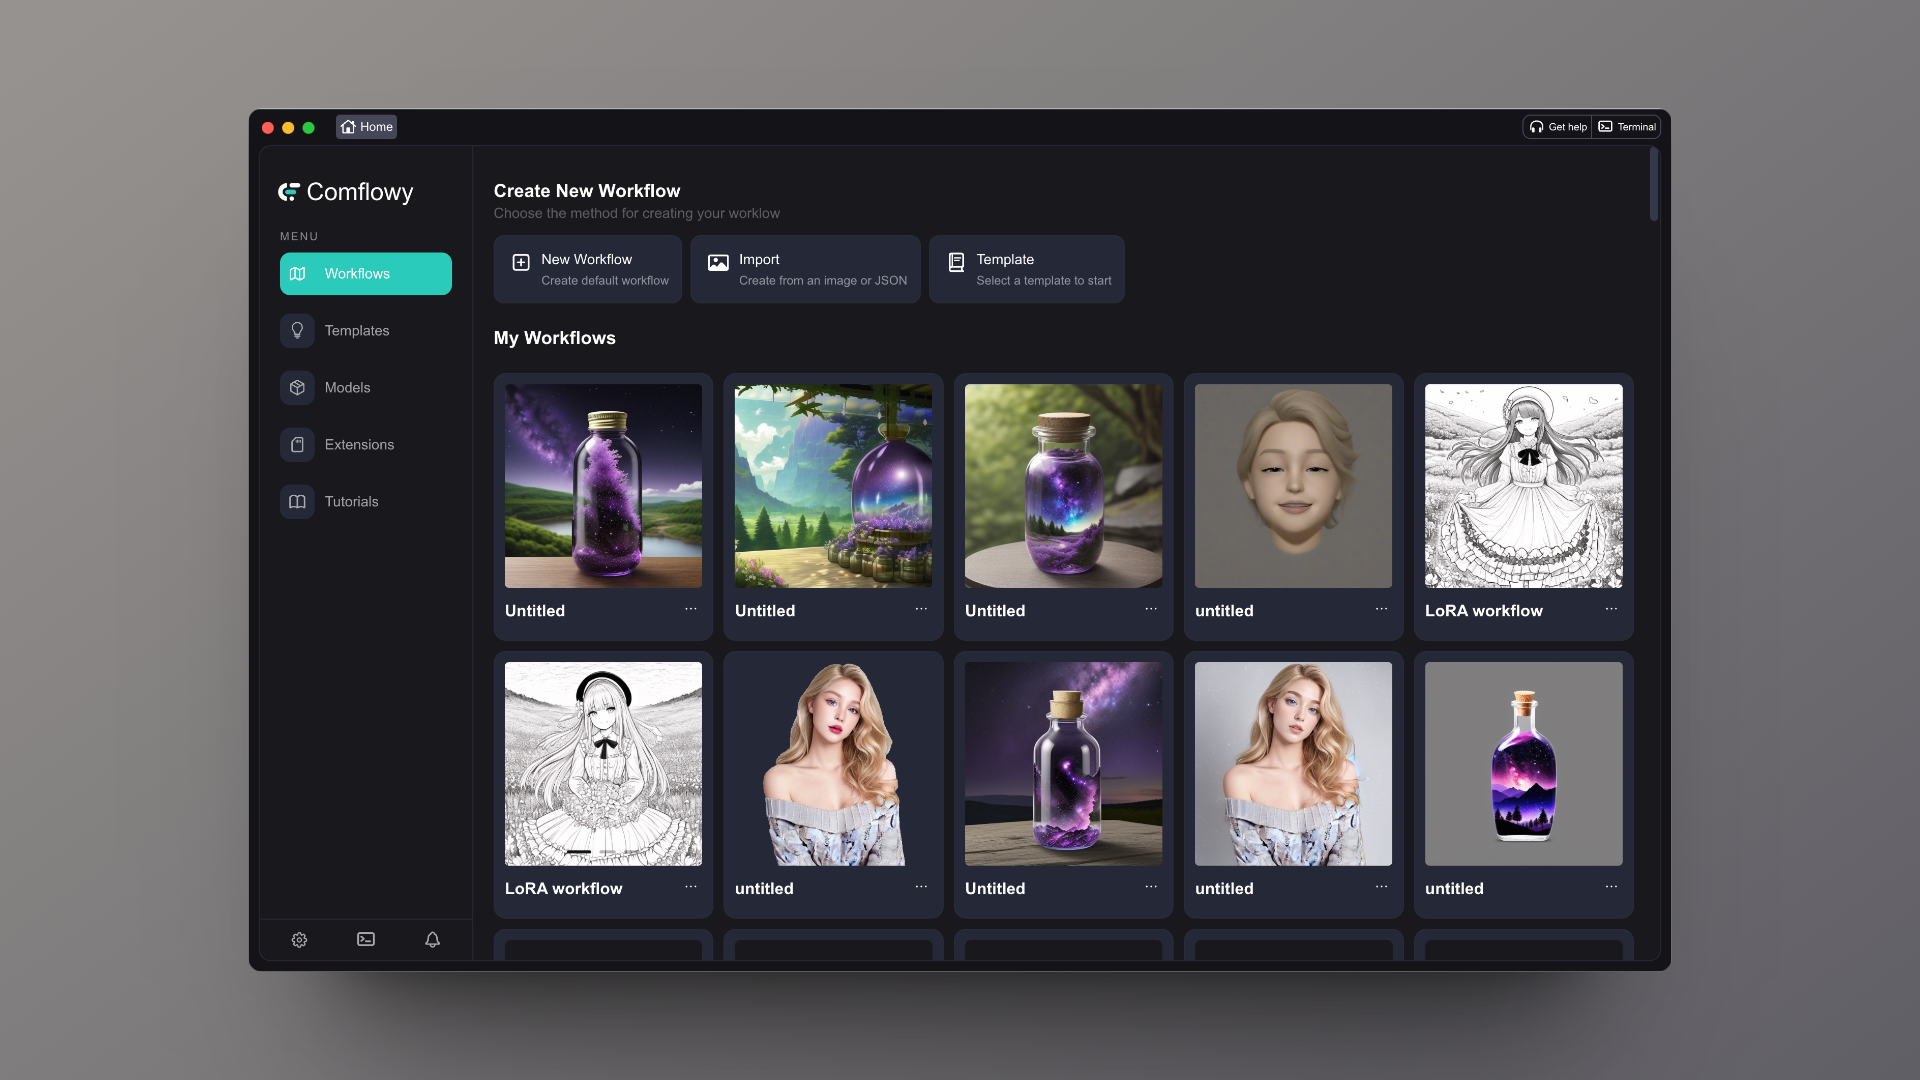 Home
Get help
Terminal
Comflowy
MENU
Workflows
Templates
Models
Extensions
Tutorials
Create New Workflow
Choose the method for creating your worklow
New Workflow
Create default workflow
Import
Create from an image or JSON
Template
Select a template to start
My Workflows
Untitled
Untitled
Untitled
untitled
LoRA workflow
LoRA workflow
untitled
Untitled
untitled
untitled